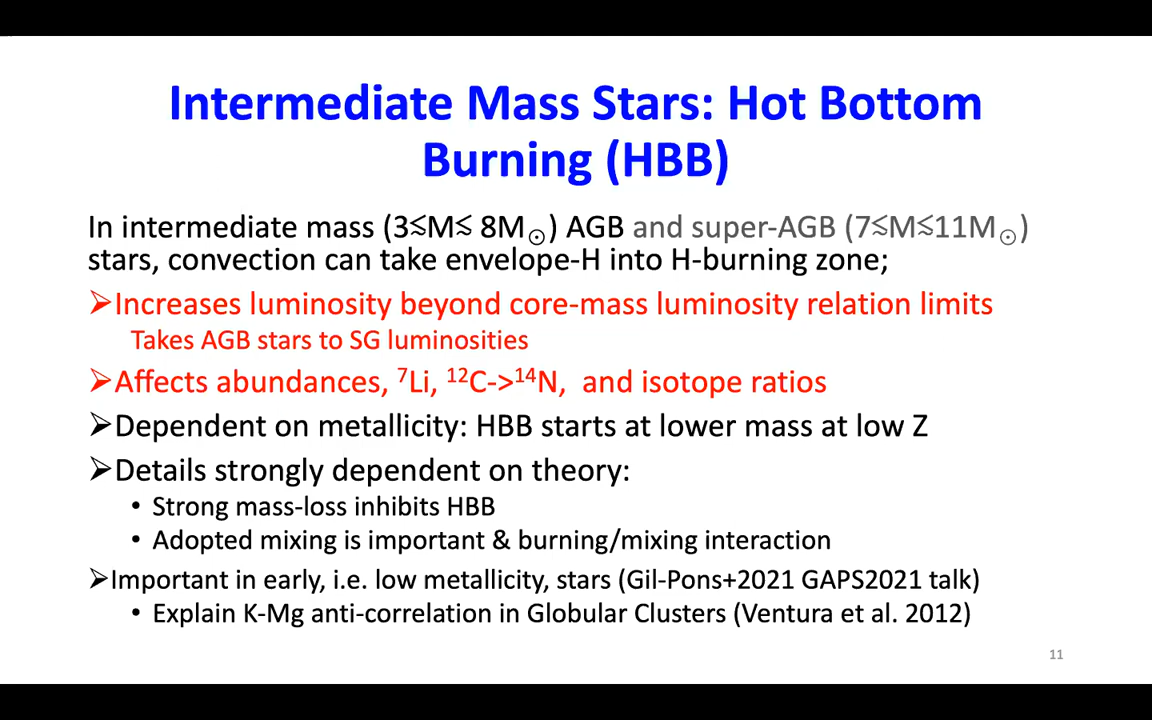 Intermediate Mass Stars: Hot Bottom
Burning (HBB)
In intermediate mass (3≲M≲ 8M☉) AGB and super-AGB (7≲M≲11M☉)
stars, convection can take envelope-H into H-burning zone;
➢Increases luminosity beyond core-mass luminosity relation limits
Takes AGB stars to SG luminosities
➢Affects abundances, ⁷Li, ¹²C->¹⁴N, and isotope ratios
➢Dependent on metallicity: HBB starts at lower mass at low Z
➢Details strongly dependent on theory:
• Strong mass-loss inhibits HBB
• Adopted mixing is important & burning/mixing interaction
➢Important in early, i.e. low metallicity, stars (Gil-Pons+2021 GAPS2021 talk)
• Explain K-Mg anti-correlation in Globular Clusters (Ventura et al. 2012)
11